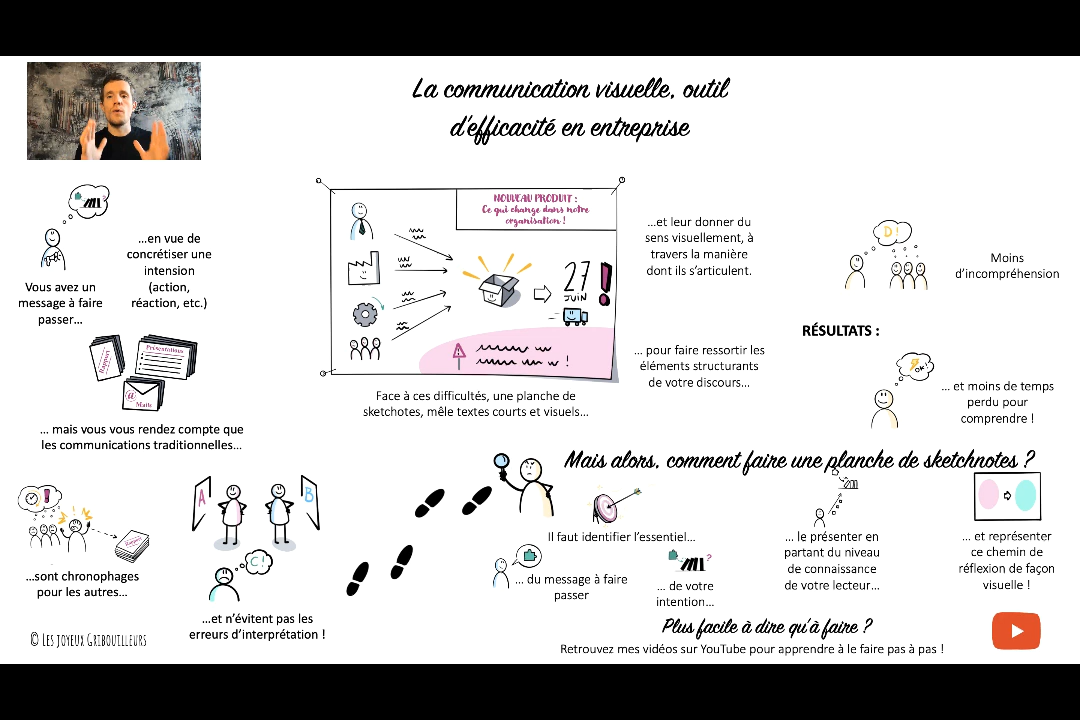 La communication visuelle, outil
d'efficacité en entreprise
Vous avez un
message à faire
passer...
...en vue de
concrétiser une
intension
(action,
réaction, etc.)
Rapport
Présentations
@
Mails
... mais vous vous rendez compte que
les communications traditionnelles...
!
Rapport
...sont chronophages
pour les autres...
A
B
C!
...et n'évitent pas les
erreurs d'interprétation !
© Les Joyeux Gribouilleurs
NOUVEAU PRODUIT :
Ce qui change dans notre
organisation !
27
JUIN
!
!
Face à ces difficultés, une planche de
sketchotes, mêle textes courts et visuels...
... pour faire ressortir les
éléments structurants
de votre discours...
...et leur donner du
sens visuellement, à
travers la manière
dont ils s'articulent.
RÉSULTATS :
D!
Moins
d'incompréhension
OK
... et moins de temps
perdu pour
comprendre !
Mais alors, comment faire une planche de sketchnotes ?
Il faut identifier l'essentiel...
... du message à faire
passer
?
... de votre
intention...
... le présenter en
partant du niveau
de connaissance
de votre lecteur...
... et représenter
ce chemin de
réflexion de façon
visuelle !
Plus facile à dire qu'à faire ?
Retrouvez mes vidéos sur YouTube pour apprendre à le faire pas à pas !